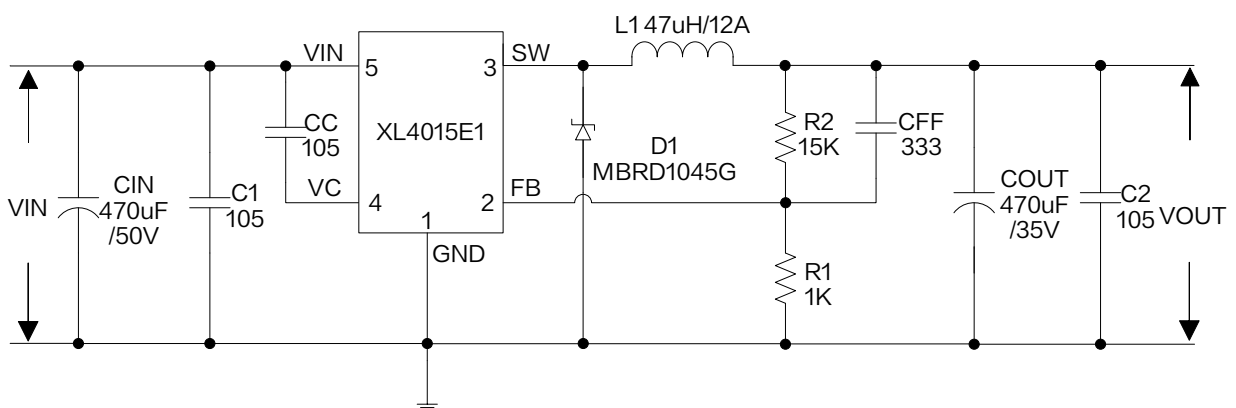 L1 47uH/12A
VIN
5
3
SW
CC
105
XL4015E1
R2
15K
CFF
333
D1
MBRD1045G
VC
4
2
FB
VIN
CIN
470uF
/50V
C1
105
1
GND
COUT
470uF
/35V
C2
105
VOUT
R1
1K